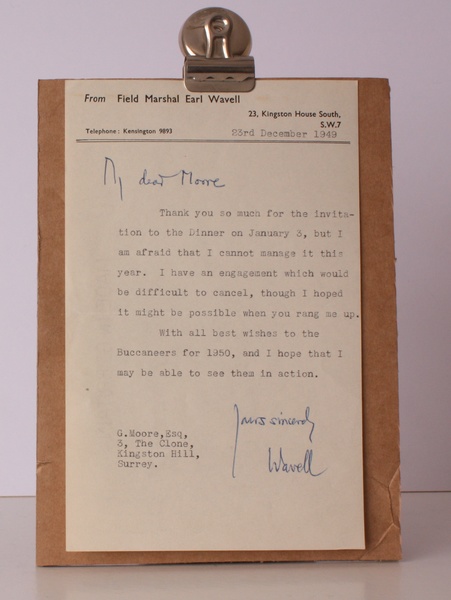 From Field Marshal Earl Wavell
23, Kingston House South,
S.W.7
Telephone: Kensington 9893
23rd December 1949
My dear Moore
Thank you so much for the invita-
tion to the Dinner on January 3, but I
am afraid that I cannot manage it this
year. I have an engagement which would
be difficult to cancel, though I hoped
it might be possible when you rang me up.
With all best wishes to the
Buccaneers for 1950, and I hope that I
may be able to see them in action.
Yours sincerely
Wavell
G.Moore,Esq,
3, The Clone,
Kingston Hill,
Surrey.